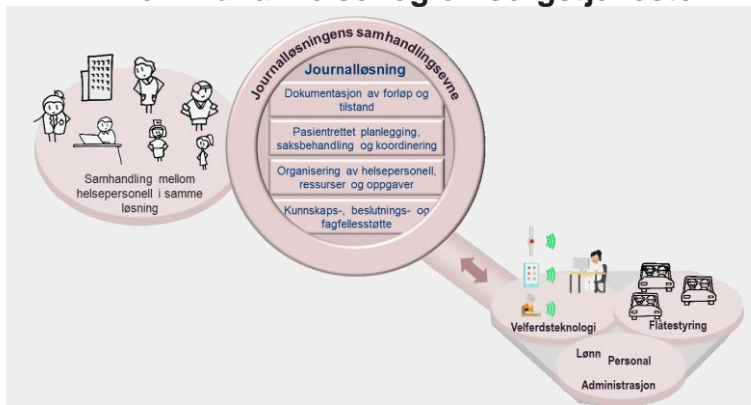 Journalløsningens samhandlingsevne
Journalløsning
Dokumentasjon av forløp og
tilstand
Pasientrettet planlegging,
saksbehandling og koordinering
Organisering av helsepersonell,
ressurser og oppgaver
Kunnskaps-, beslutnings- og
fagfellesstøtte
Samhandling mellom
helsepersonell i samme
løsning
Velferdsteknologi
Flåtestyring
Lønn Personal
Administrasjon